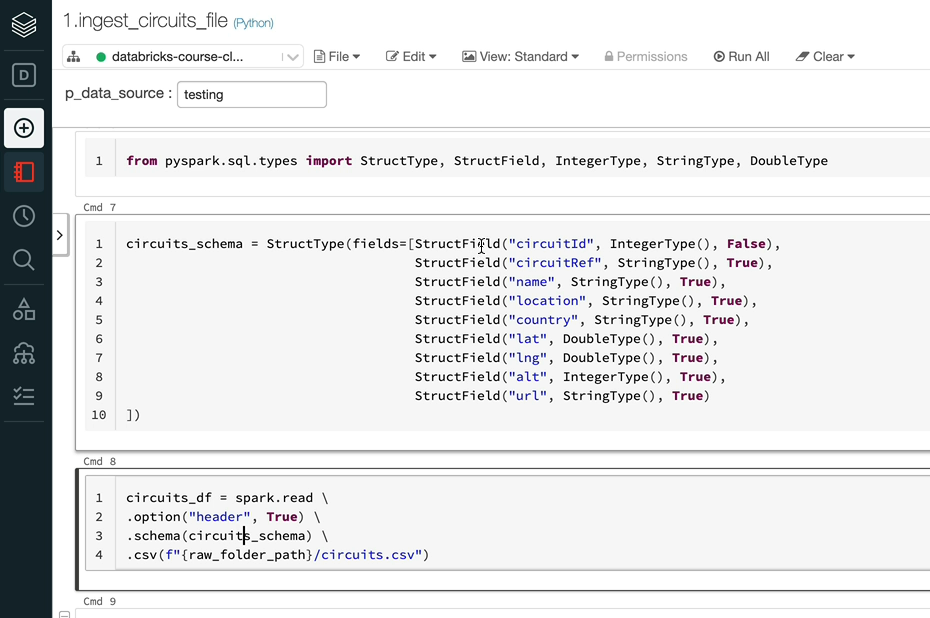 1.ingest_circuits_file (Python)
databricks-course-cl... File Edit View: Standard Permissions Run All Clear
D
p_data_source : testing
1 from pyspark.sql.types import StructType, StructField, IntegerType, StringType, DoubleType
Cmd 7
1 circuits_schema = StructType(fields=[StructField("circuitId", IntegerType(), False),
2 StructField("circuitRef", StringType(), True),
3 StructField("name", StringType(), True),
4 StructField("location", StringType(), True),
5 StructField("country", StringType(), True),
6 StructField("lat", DoubleType(), True),
7 StructField("lng", DoubleType(), True),
8 StructField("alt", IntegerType(), True),
9 StructField("url", StringType(), True)
10 ])
Cmd 8
1 circuits_df = spark.read \
2 .option("header", True) \
3 .schema(circuits_schema) \
4 .csv(f"{raw_folder_path}/circuits.csv")
Cmd 9